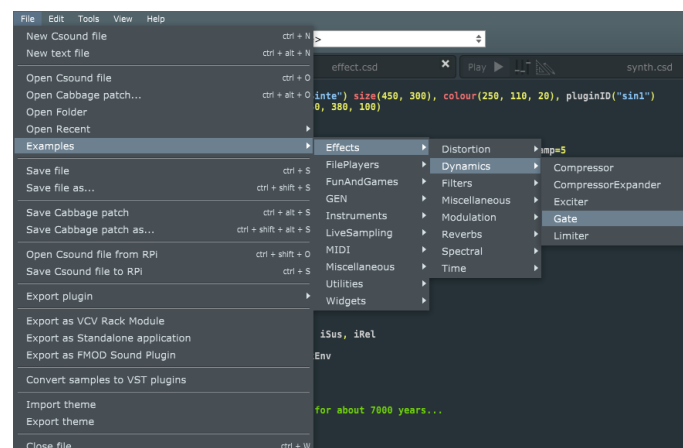 File Edit Tools View Help
New Csound file ctrl + N
New text file ctrl + alt + N
Open Csound file ctrl + O
Open Cabbage patch... ctrl + alt + O
Open Folder
Open Recent
Examples
Save file ctrl + S
Save file as... ctrl + shift + S
Save Cabbage patch ctrl + alt + S
Save Cabbage patch as... ctrl + shift + alt + S
Open Csound file from RPi ctrl + shift + O
Save Csound file to RPi ctrl + S
Export plugin
Export as VCV Rack Module
Export as Standalone application
Export as FMOD Sound Plugin
Convert samples to VST plugins
Import theme
Export theme
Close file ctrl + W
Effects
FilePlayers
FunAndGames
GEN
Instruments
LiveSampling
MIDI
Miscellaneous
Utilities
Widgets
Distortion
Dynamics
Filters
Miscellaneous
Modulation
Reverbs
Spectral
Time
Compressor
CompressorExpander
Exciter
Gate
Limiter
>
effect.csd × Play synth.csd
inte") size(450, 300), colour(250, 110, 20), pluginID("sin1")
0, 380, 100)
amp=5
iSus, iRel
Env
for about 7000 years...